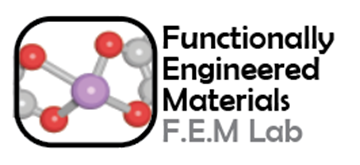 Functionally
Engineered
Materials
F.E.M Lab